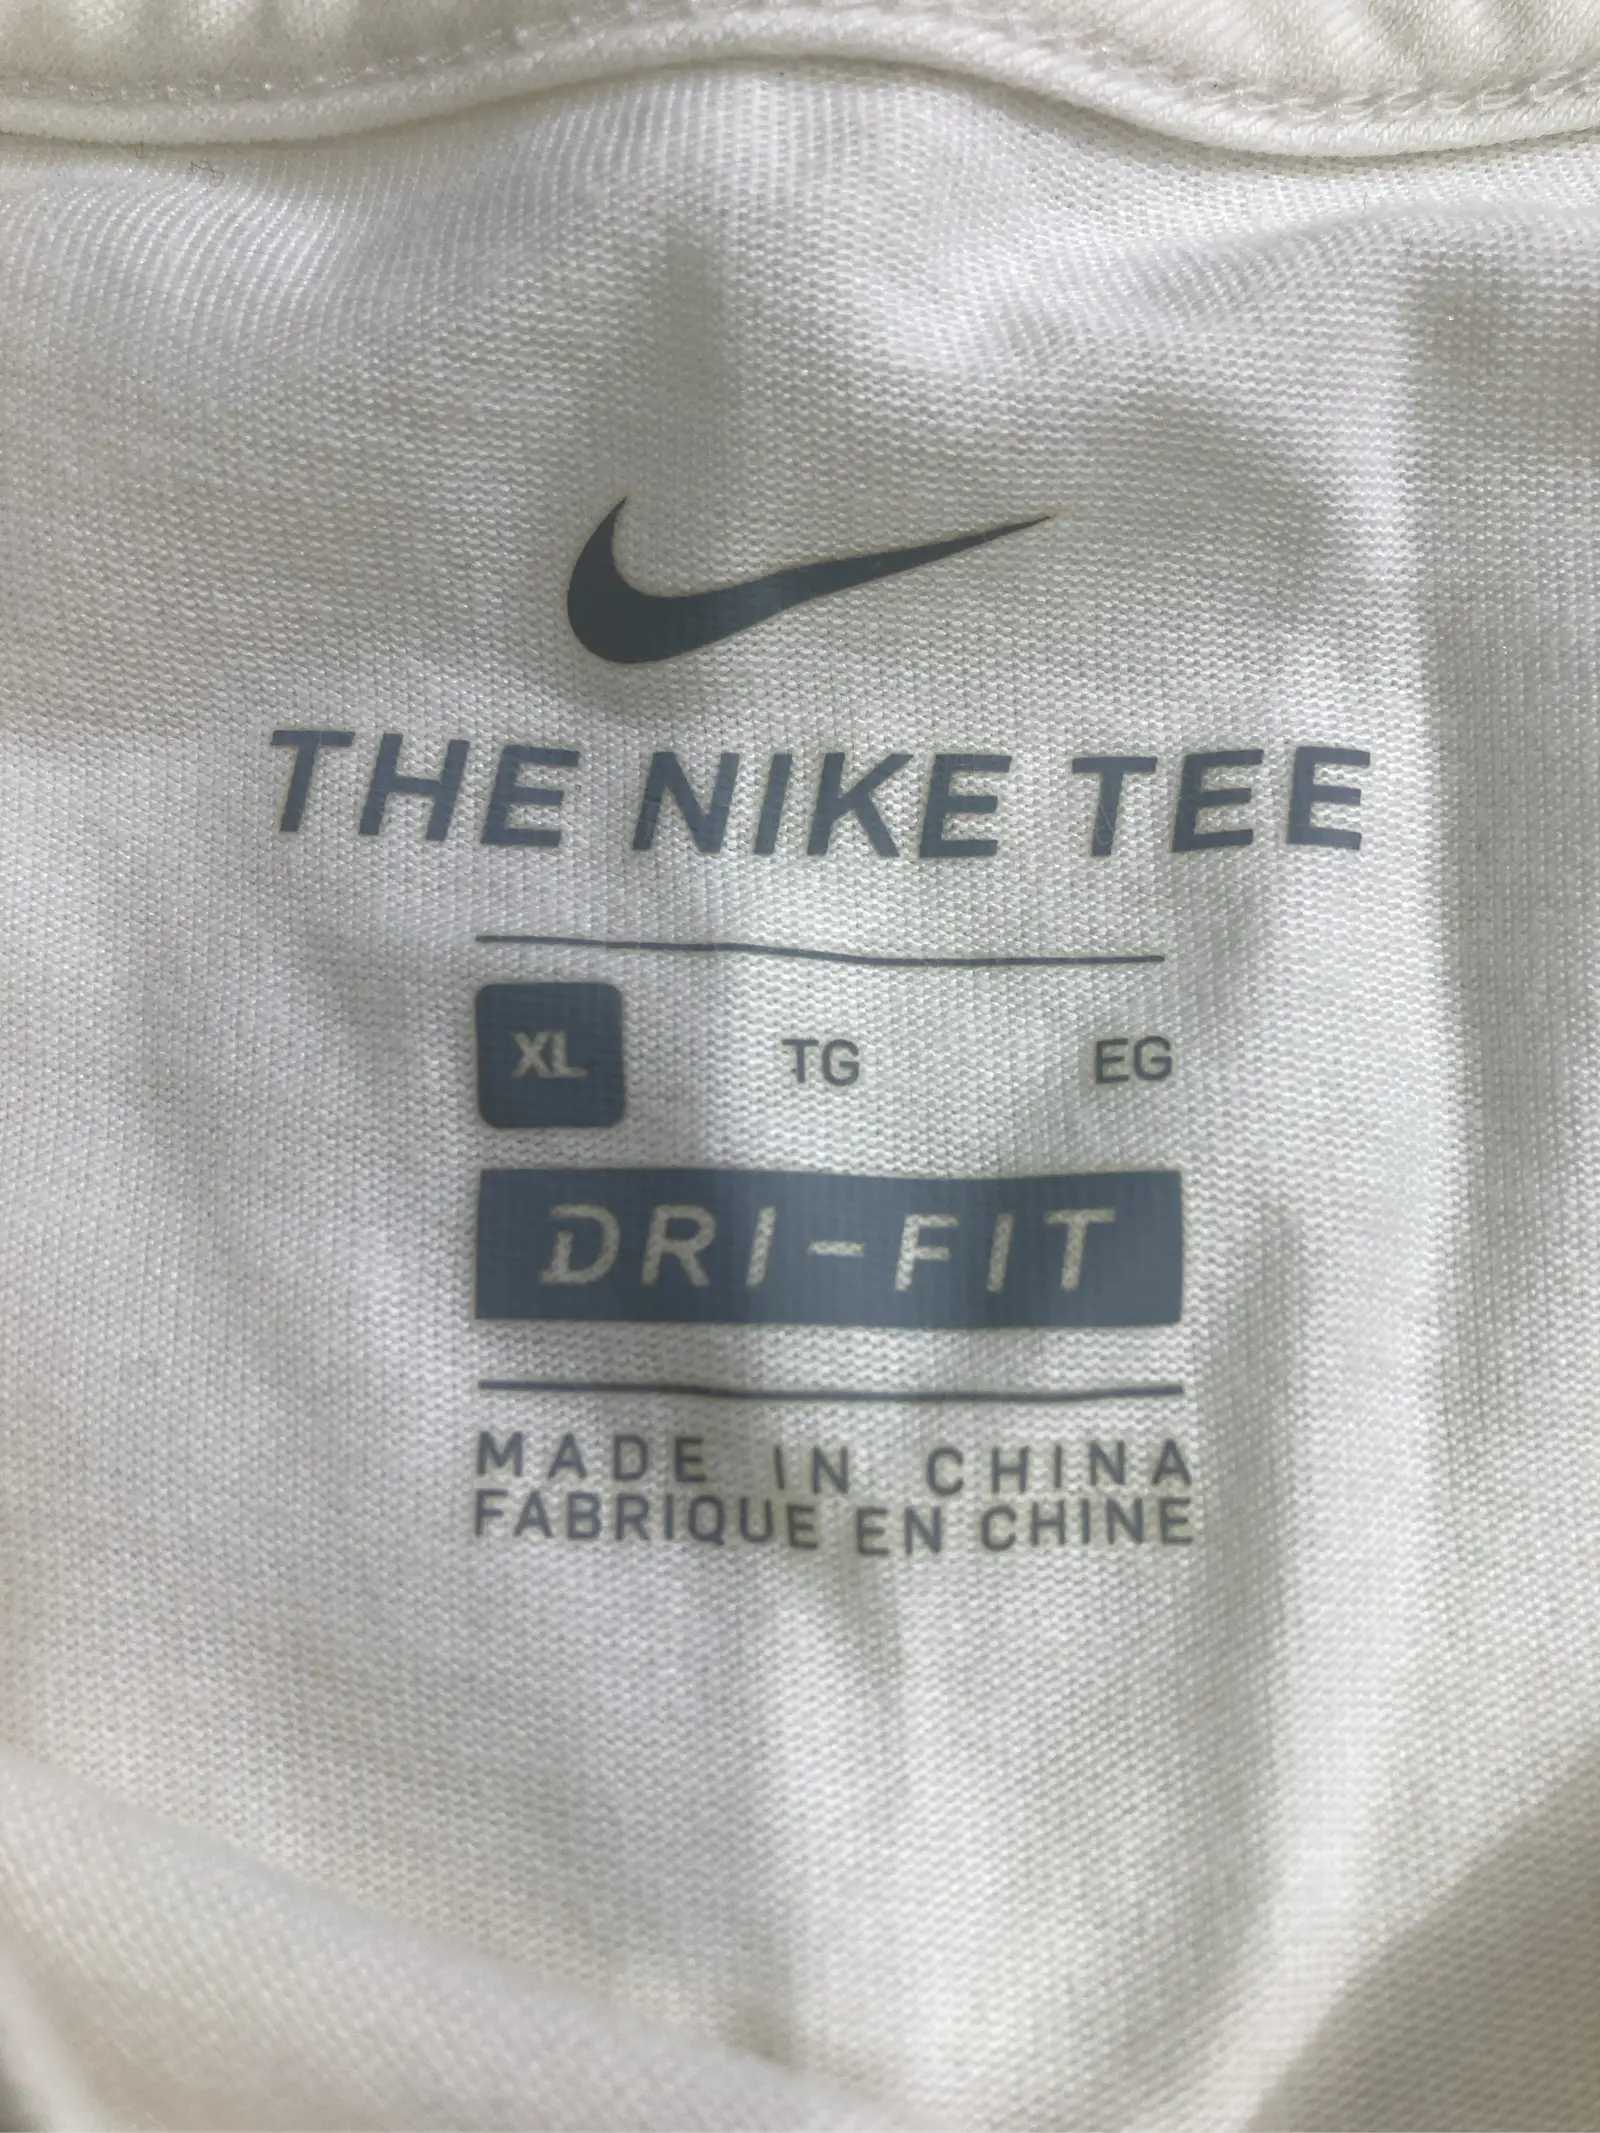 THE NIKE TEE
XL TG EG
DRI-FIT
MADE IN CHINA
FABRIQUE EN CHINE